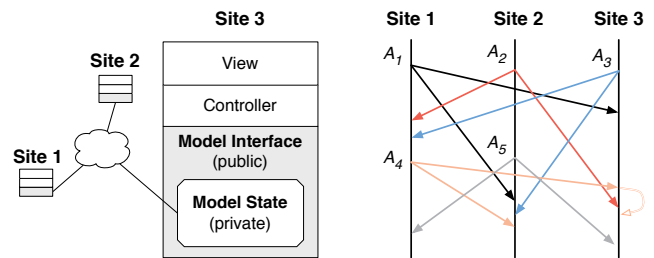 Site 3
View
Controller
Model Interface
(public)
Model State
(private)
Site 2
Site 1
Site 1 Site 2 Site 3
A1
A2
A3
A4
A5